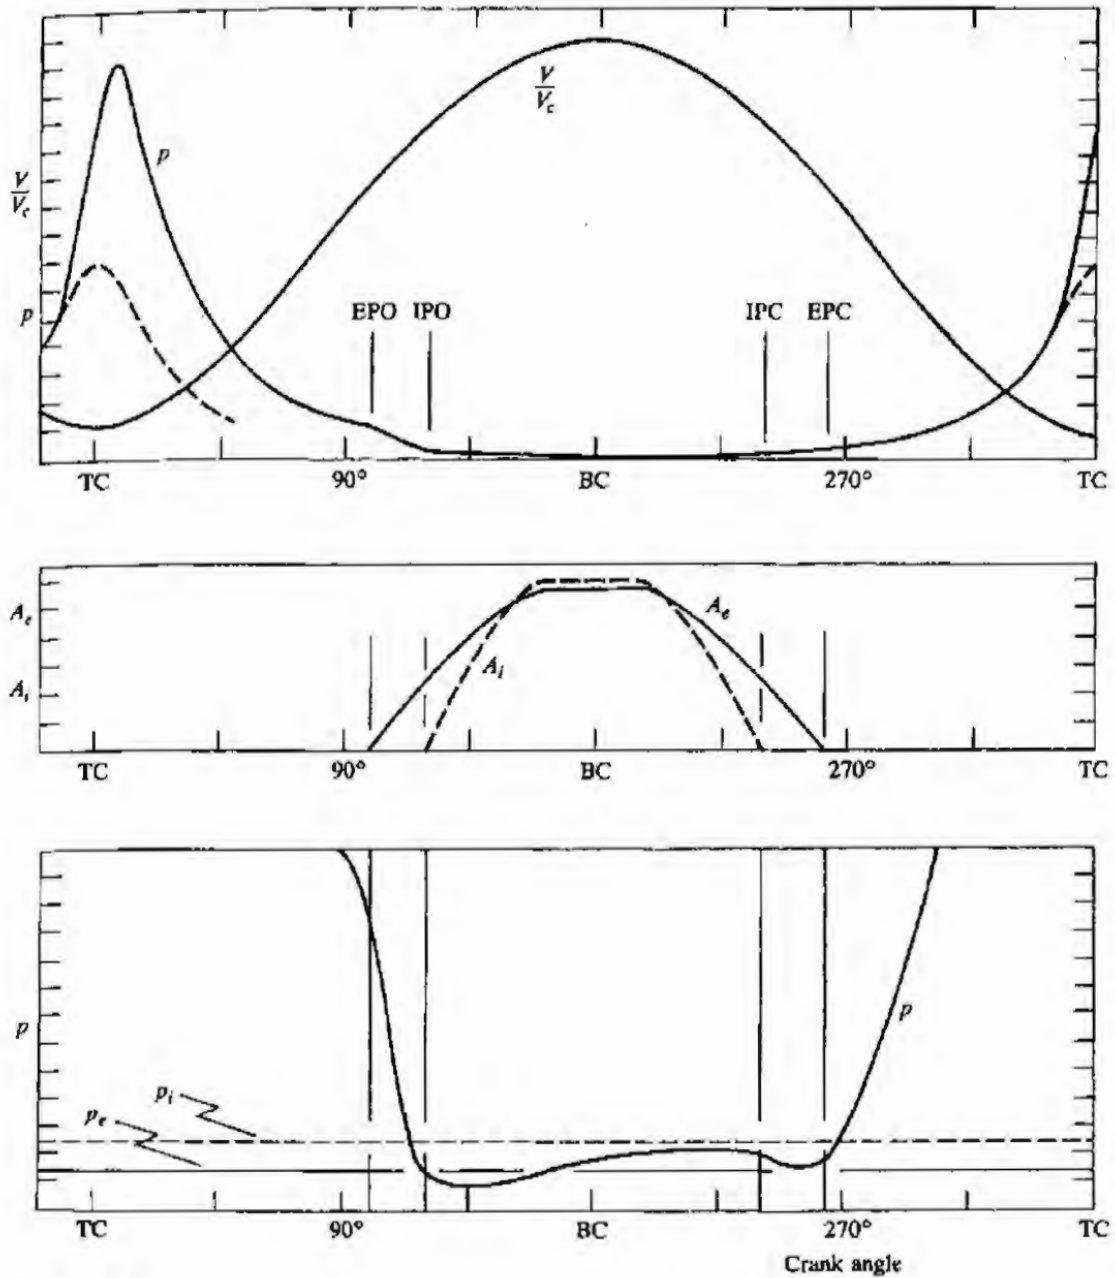 V/V_c
p
V/V_c
p
EPO IPO IPC EPC
TC 90° BC 270° TC
A_e
A_i
A_e
A_i
TC 90° BC 270° TC
p
p
p_i
p_e
TC 90° BC 270° TC
Crank angle